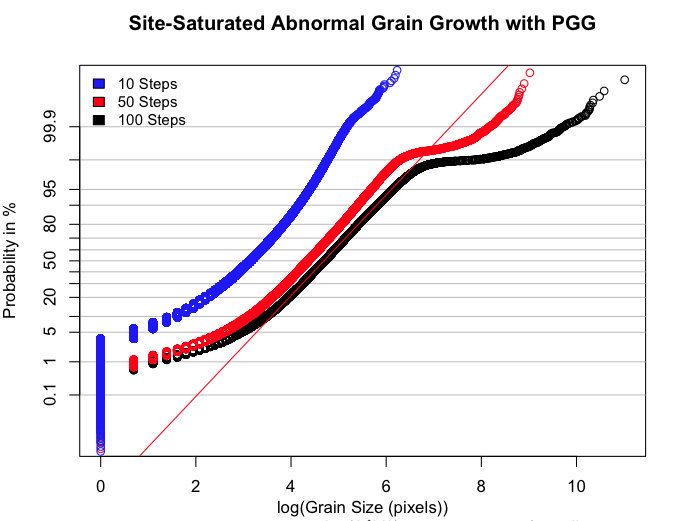 Site-Saturated Abnormal Grain Growth with PGG
10 Steps
50 Steps
100 Steps
Probability in %
99.9
95
80
50
20
5
1
0.1
0 2 4 6 8 10
log(Grain Size (pixels))